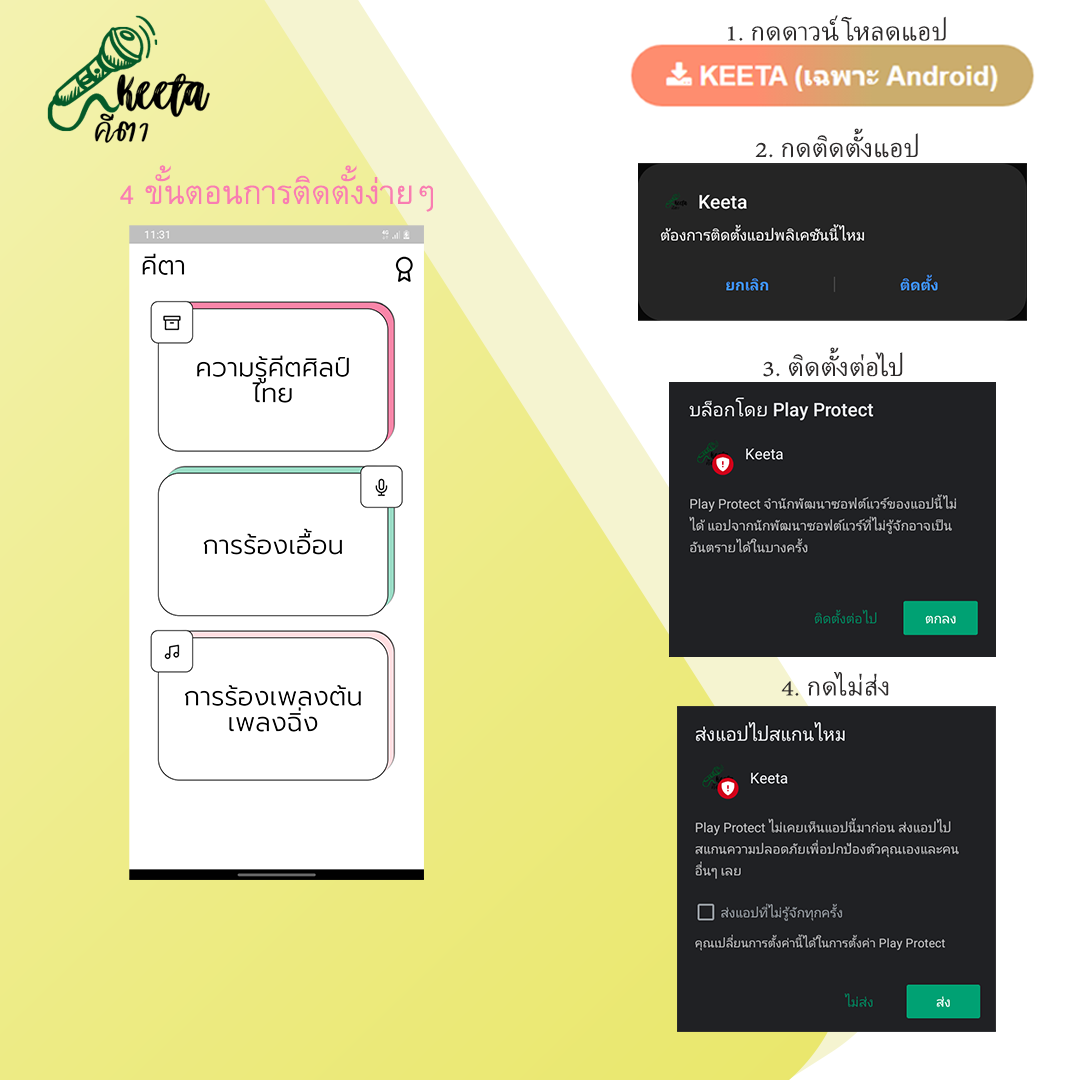 Keeta
คีตา
4 ขั้นตอนการติดตั้งง่ายๆ
11:31
คีตา
ความรู้คีตศิลป์
ไทย
การร้องเอื้อน
การร้องเพลงต้น
เพลงฉิ่ง
1. กดดาวน์โหลดแอป
KEETA (เฉพาะ Android)
2. กดติดตั้งแอป
Keeta
ต้องการติดตั้งแอปพลิเคชันนี้ไหม
ยกเลิก | ติดตั้ง
3. ติดตั้งต่อไป
บล็อกโดย Play Protect
Keeta
Play Protect จำนักพัฒนาซอฟต์แวร์ของแอปนี้ไม่
ได้ แอปจากนักพัฒนาซอฟต์แวร์ที่ไม่รู้จักอาจเป็น
อันตรายได้ในบางครั้ง
ติดตั้งต่อไป ตกลง
4. กดไม่ส่ง
ส่งแอปไปสแกนไหม
Keeta
Play Protect ไม่เคยเห็นแอปนี้มาก่อน ส่งแอปไป
สแกนความปลอดภัยเพื่อปกป้องตัวคุณเองและคน
อื่นๆ เลย
ส่งแอปที่ไม่รู้จักทุกครั้ง
คุณเปลี่ยนการตั้งค่านี้ได้ในการตั้งค่า Play Protect
ไม่ส่ง ส่ง